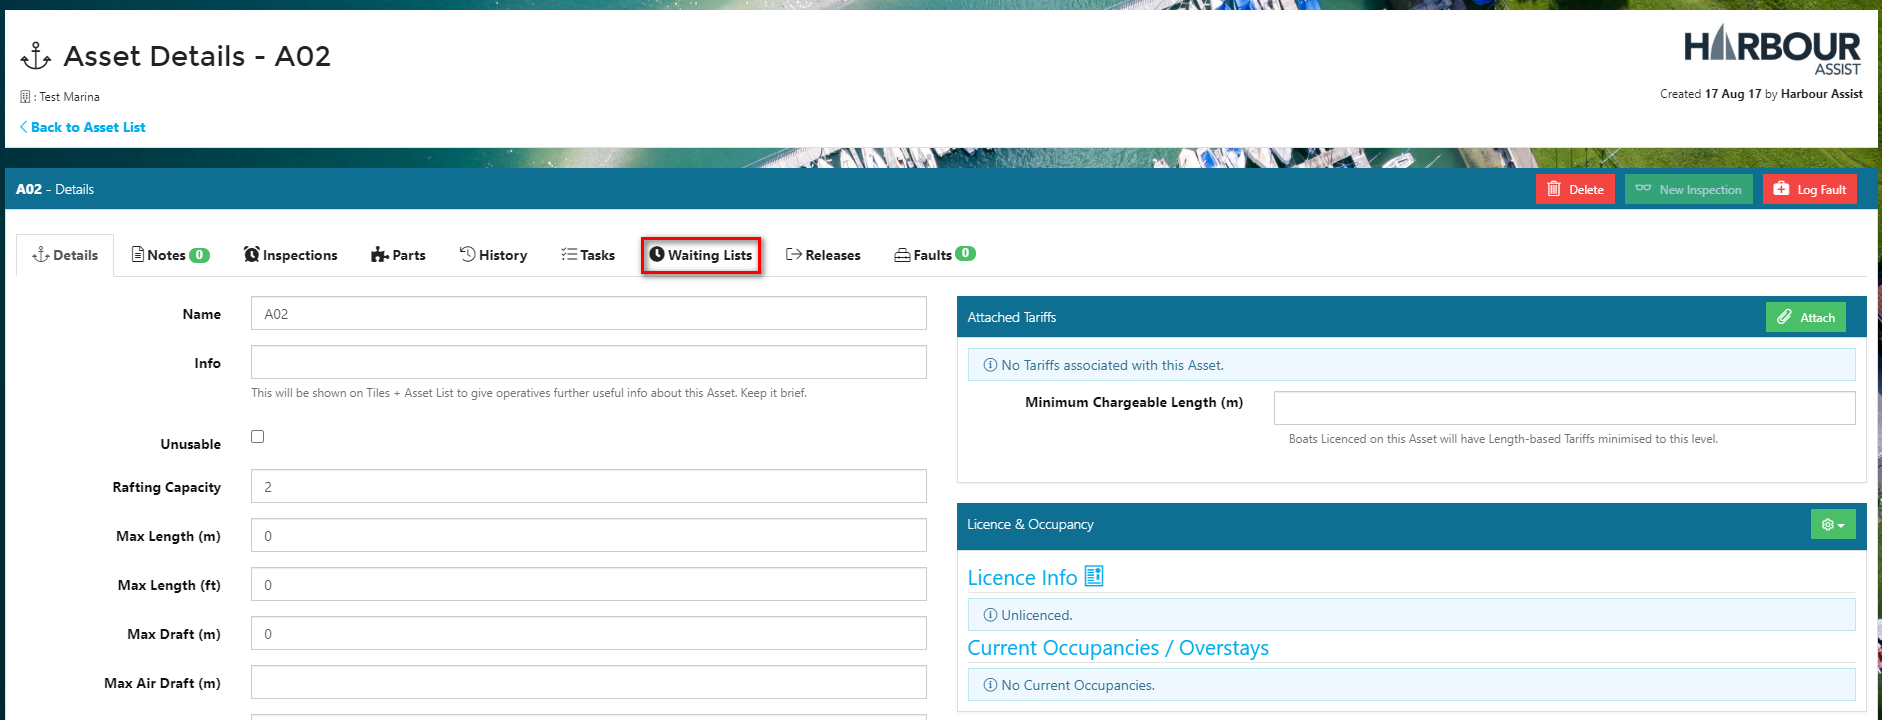 Asset Details - A02
: Test Marina
Back to Asset List
HARBOUR
ASSIST
Created 17 Aug 17 by Harbour Assist
A02 - Details
Delete
New Inspection
Log Fault
Details
Notes 0
Inspections
Parts
History
Tasks
Waiting Lists
Releases
Faults 0
Name
A02
Info
This will be shown on Tiles + Asset List to give operatives further useful info about this Asset. Keep it brief.
Unusable
Rafting Capacity
2
Max Length (m)
0
Max Length (ft)
0
Max Draft (m)
0
Max Air Draft (m)
Attached Tariffs
Attach
No Tariffs associated with this Asset.
Minimum Chargeable Length (m)
Boats Licenced on this Asset will have Length-based Tariffs minimised to this level.
Licence & Occupancy
Licence Info
Unlicenced.
Current Occupancies / Overstays
No Current Occupancies.